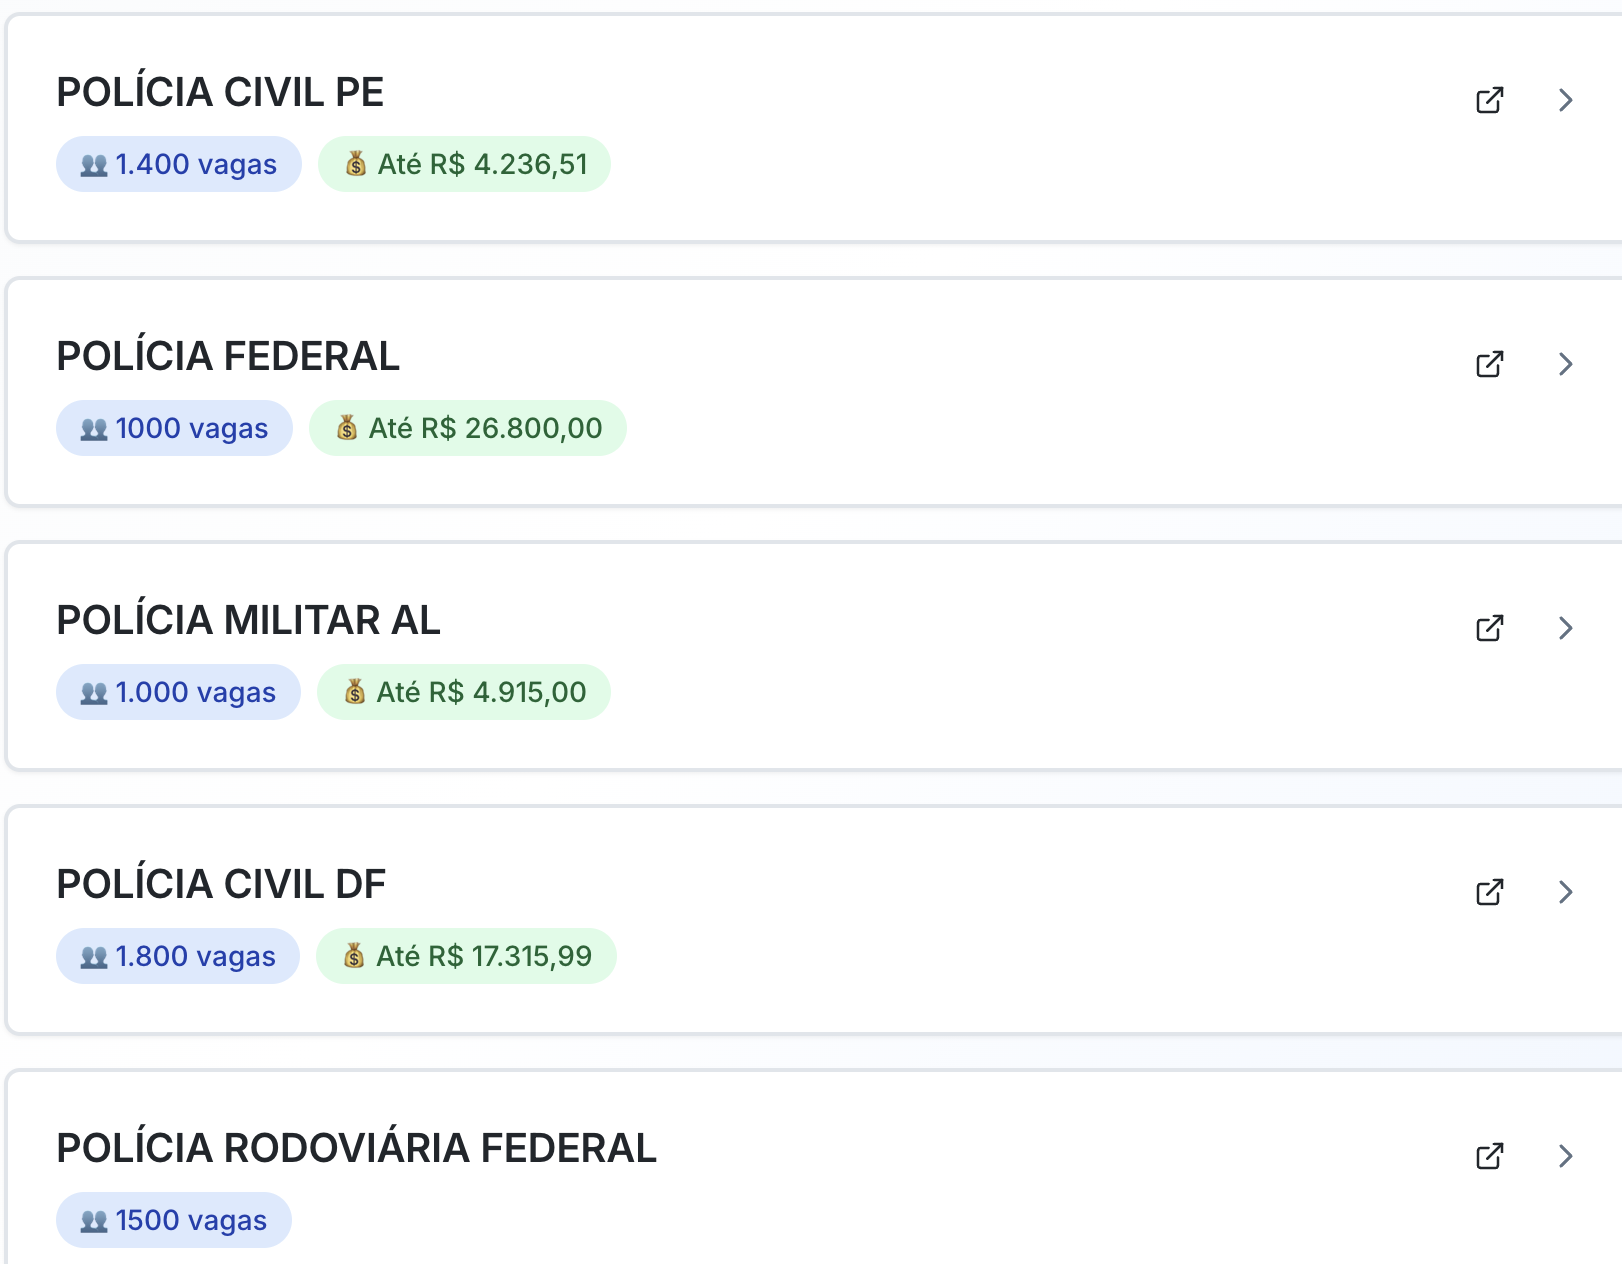 POLÍCIA CIVIL PE
👥 1.400 vagas 💰 Até R$ 4.236,51
POLÍCIA FEDERAL
👥 1000 vagas 💰 Até R$ 26.800,00
POLÍCIA MILITAR AL
👥 1.000 vagas 💰 Até R$ 4.915,00
POLÍCIA CIVIL DF
👥 1.800 vagas 💰 Até R$ 17.315,99
POLÍCIA RODOVIÁRIA FEDERAL
👥 1500 vagas